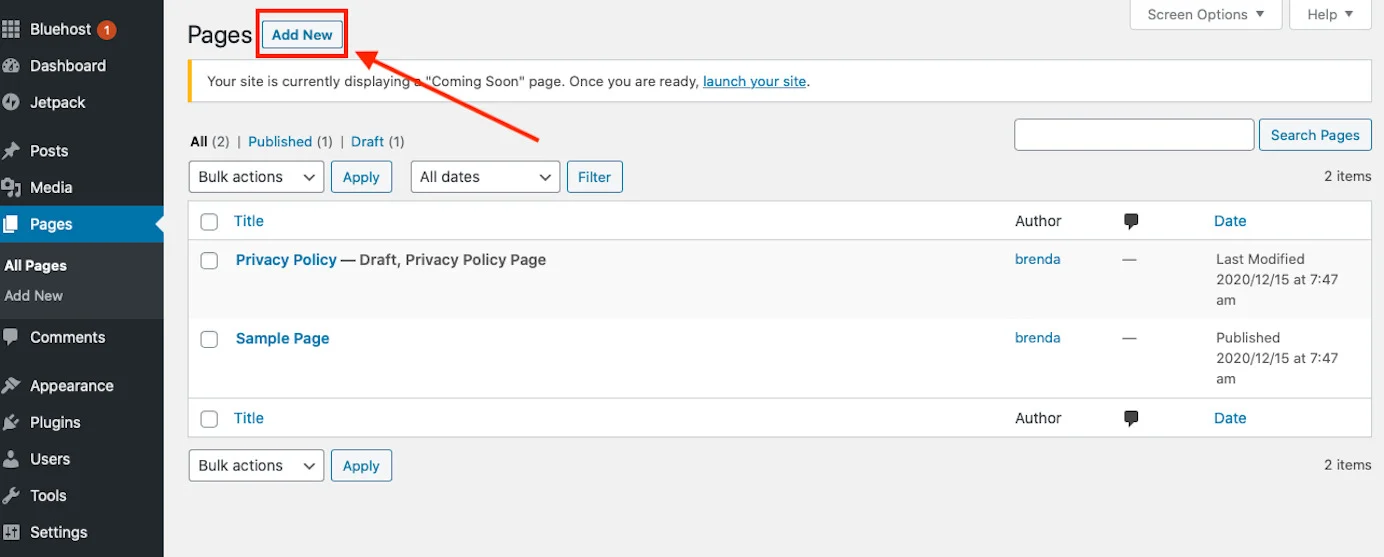 Bluehost 1
Dashboard
Jetpack
Posts
Media
Pages
All Pages
Add New
Comments
Appearance
Plugins
Users
Tools
Settings
Screen Options Help
Pages Add New
Your site is currently displaying a "Coming Soon" page. Once you are ready, launch your site.
All (2) | Published (1) | Draft (1)
Search Pages
Bulk actions Apply All dates Filter 2 items
Title Author Date
Privacy Policy — Draft, Privacy Policy Page brenda — Last Modified
2020/12/15 at 7:47
am
Sample Page brenda — Published
2020/12/15 at 7:47
am
Title Author Date
Bulk actions Apply 2 items